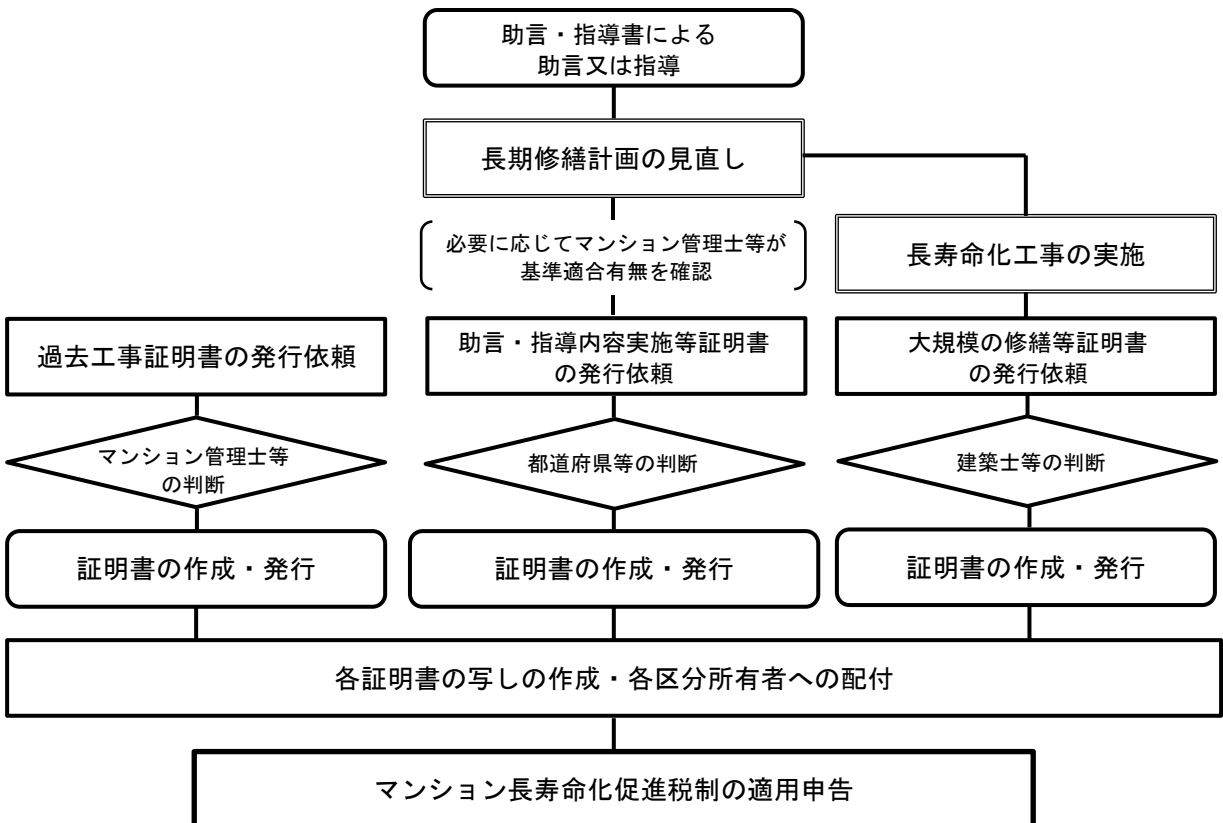 助言・指導書による
助言又は指導
長期修繕計画の見直し
必要に応じてマンション管理士等が
基準適合有無を確認
長寿命化工事の実施
過去工事証明書の発行依頼
助言・指導内容実施等証明書
の発行依頼
大規模の修繕等証明書
の発行依頼
マンション管理士等
の判断
都道府県等の判断
建築士等の判断
証明書の作成・発行
証明書の作成・発行
証明書の作成・発行
各証明書の写しの作成・各区分所有者への配付
マンション長寿命化促進税制の適用申告